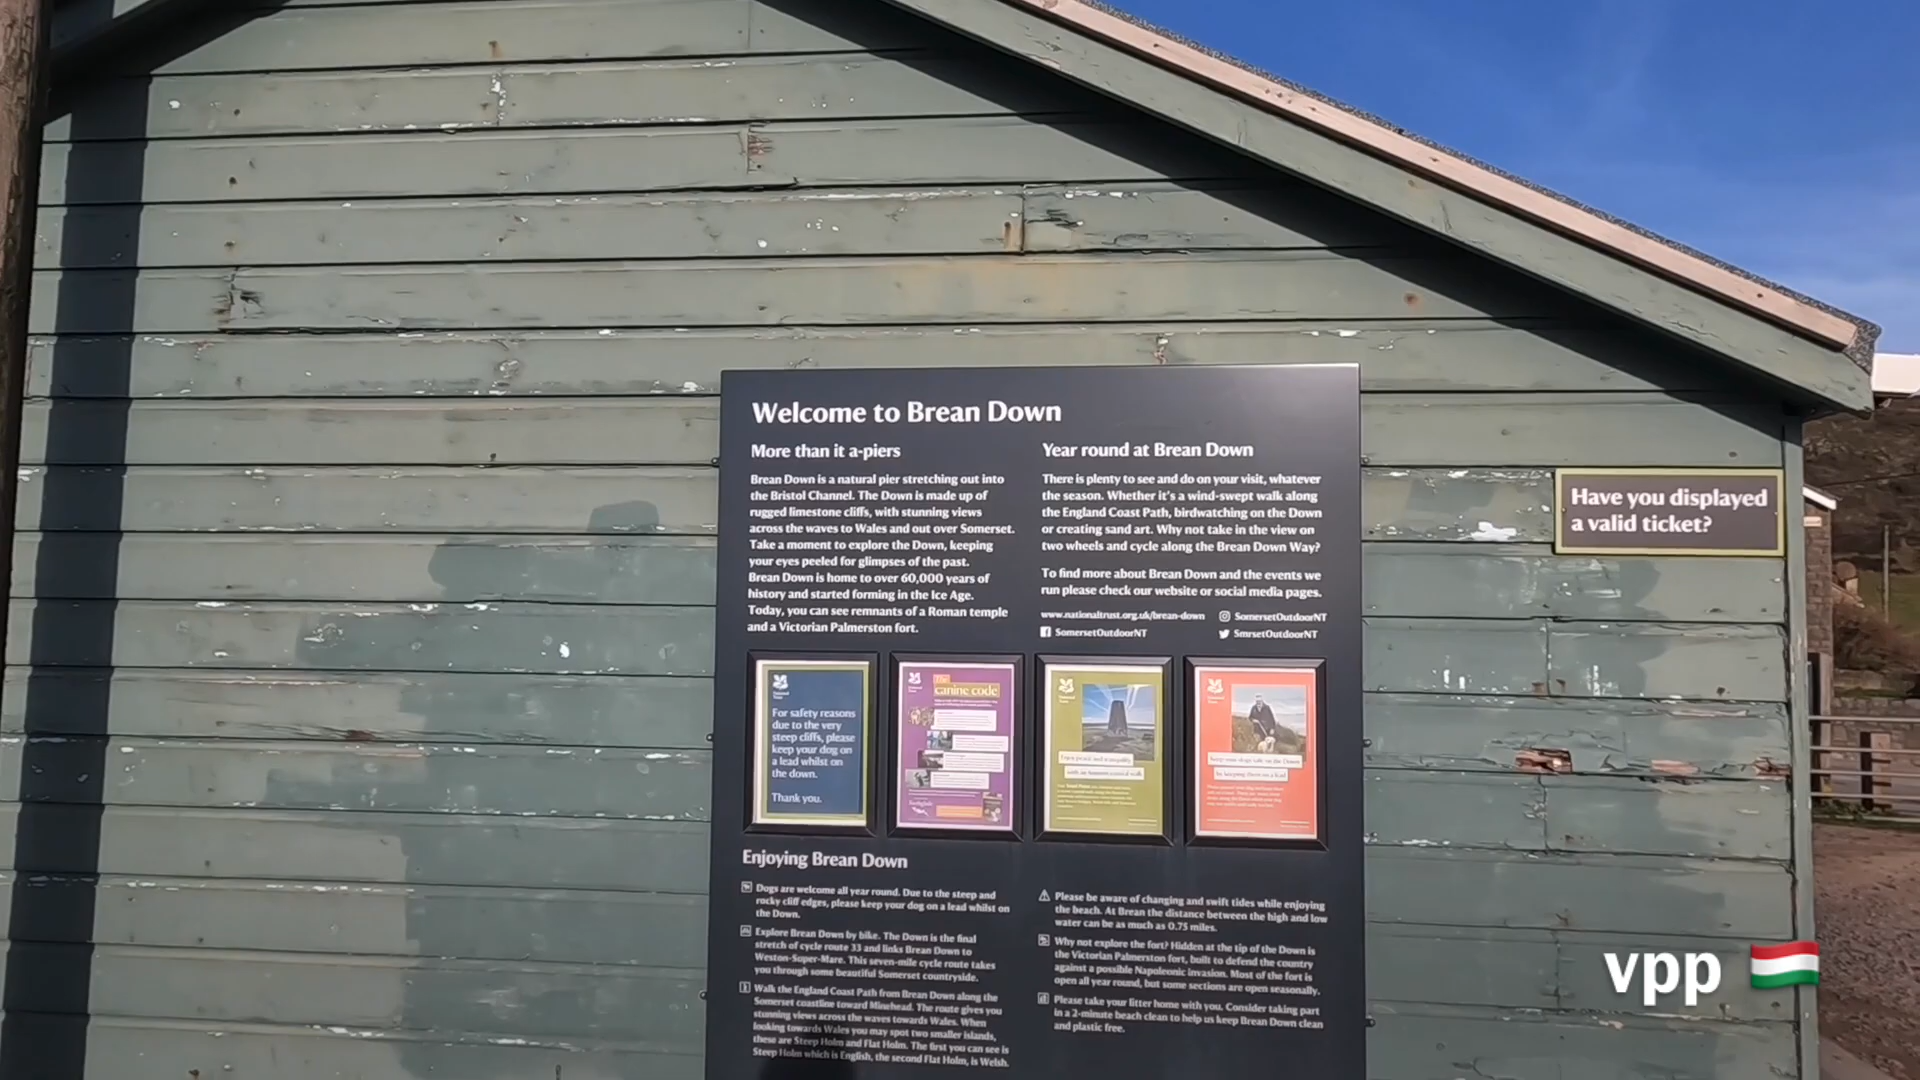 Welcome to Brean Down
More than it a-piers
Brean Down is a natural pier stretching out into
the Bristol Channel. The Down is made up of
rugged limestone cliffs, with stunning views
across the waves to Wales and out over Somerset.
Take a moment to explore the Down, keeping
your eyes peeled for glimpses of the past.
Brean Down is home to over 60,000 years of
history and started forming in the Ice Age.
Today, you can see remnants of a Roman temple
and a Victorian Palmerston fort.
Year round at Brean Down
There is plenty to see and do on your visit, whatever
the season. Whether it's a wind-swept walk along
the England Coast Path, birdwatching on the Down
or creating sand art. Why not take in the view on
two wheels and cycle along the Brean Down Way?
To find more about Brean Down and the events we
run please check our website or social media pages.
www.nationaltrust.org.uk/brean-down
SomersetOutdoorNT
SomersetOutdoorNT
SmrsetOutdoorNT
Have you displayed
a valid ticket?
For safety reasons
due to the very
steep cliffs, please
keep your dog on
a lead whilst on
the down.
Thank you.
The
canine code
Enjoy peace and tranquility
Keep your dogs safe on the Down
by keeping them on a lead
Enjoying Brean Down
Dogs are welcome all year round. Due to the steep and
rocky cliff edges, please keep your dog on a lead whilst on
the Down.
Explore Brean Down by bike. The Down is the final
stretch of cycle route 33 and links Brean Down to
Weston-Super-Mare. This seven-mile cycle route takes
you through some beautiful Somerset countryside.
Walk the England Coast Path from Brean Down along the
Somerset coastline toward Minehead. The route gives you
stunning views across the waves towards Wales. When
looking towards Wales you may spot two smaller islands,
these are Steep Holm and Flat Holm. The first you can see is
Steep Holm which is English, the second Flat Holm, is Welsh.
Please be aware of changing and swift tides while enjoying
the beach. At Brean the distance between the high and low
water can be as much as 0.75 miles.
Why not explore the fort? Hidden at the tip of the Down is
the Victorian Palmerston fort, built to defend the country
against a possible Napoleonic invasion. Most of the fort is
open all year round, but some sections are open seasonally.
Please take your litter home with you. Consider taking part
in a 2-minute beach clean to help us keep Brean Down clean
and plastic free.
vpp